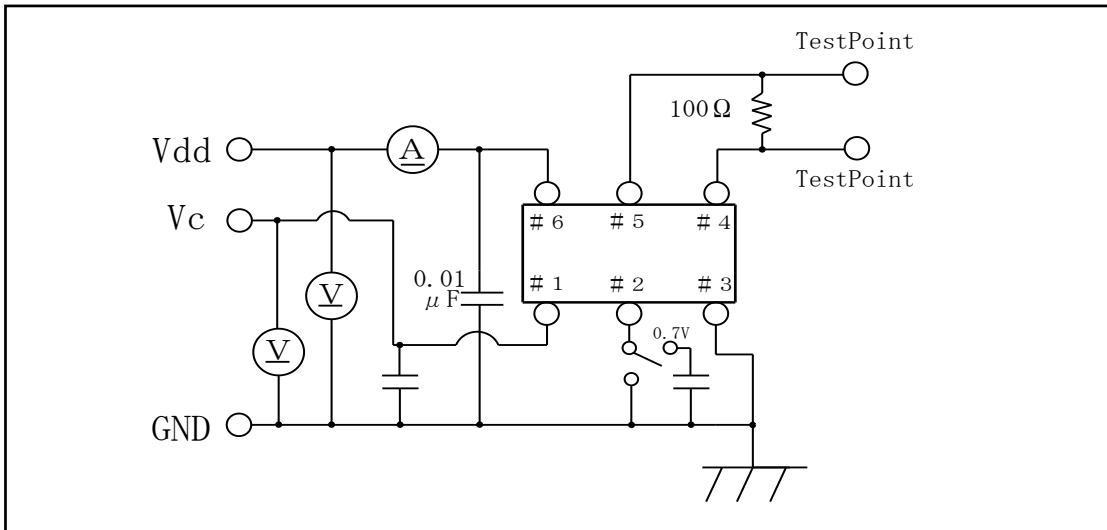 TestPoint
100Ω
Vdd
A
TestPoint
Vc
#6 #5 #4
0.01
μF
#1 #2 #3
V
0.7V
V
GND